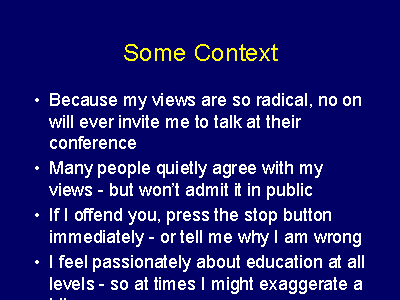 Some Context
• Because my views are so radical, no on
will ever invite me to talk at their
conference
• Many people quietly agree with my
views - but won't admit it in public
• If I offend you, press the stop button
immediately - or tell me why I am wrong
• I feel passionately about education at all
levels - so at times I might exaggerate a